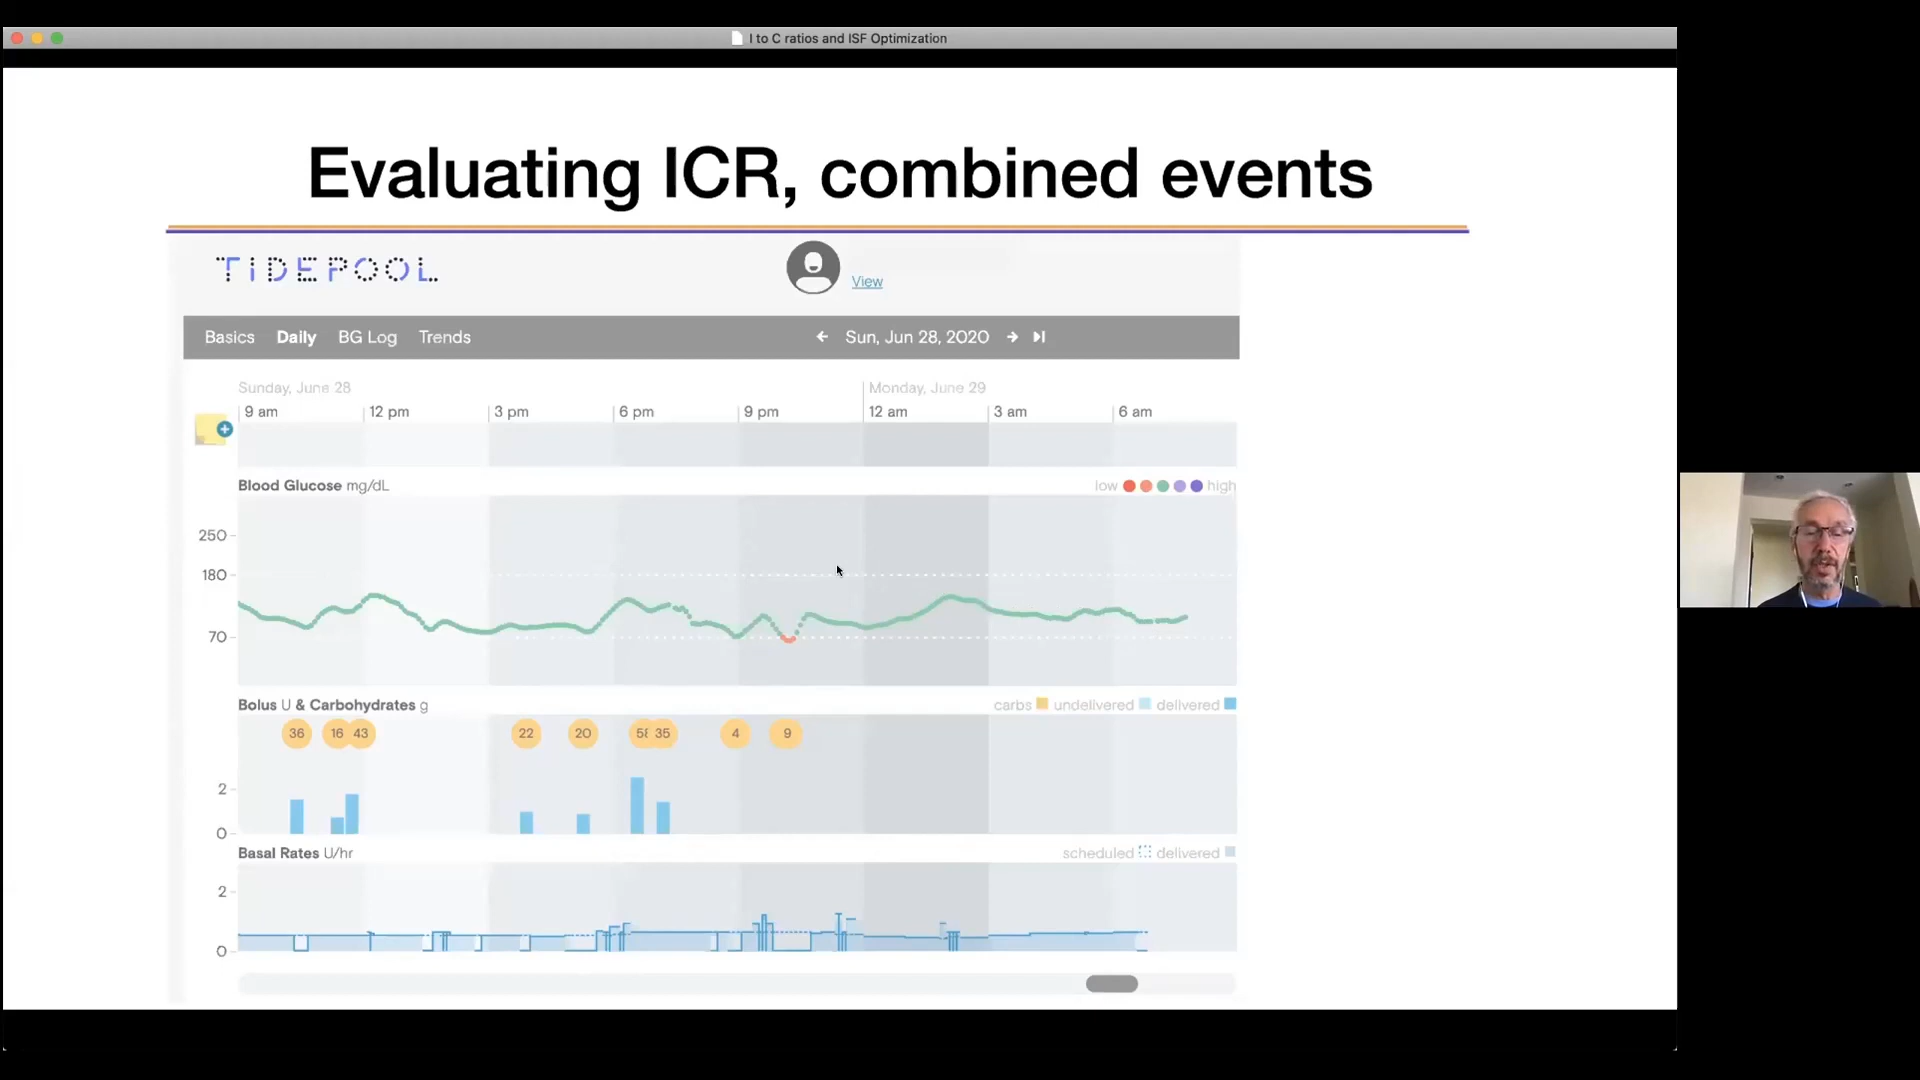 I to C ratios and ISF Optimization
Evaluating ICR, combined events
TIDEPOOL
View
Basics Daily BG Log Trends Sun, Jun 28, 2020
Sunday, June 28 Monday, June 29
9 am 12 pm 3 pm 6 pm 9 pm 12 am 3 am 6 am
Blood Glucose mg/dL low high
250
180
70
Bolus U & Carbohydrates g carbs undelivered delivered
36 16 43 22 20 35 4 9
2
0
Basal Rates U/hr scheduled delivered
2
0